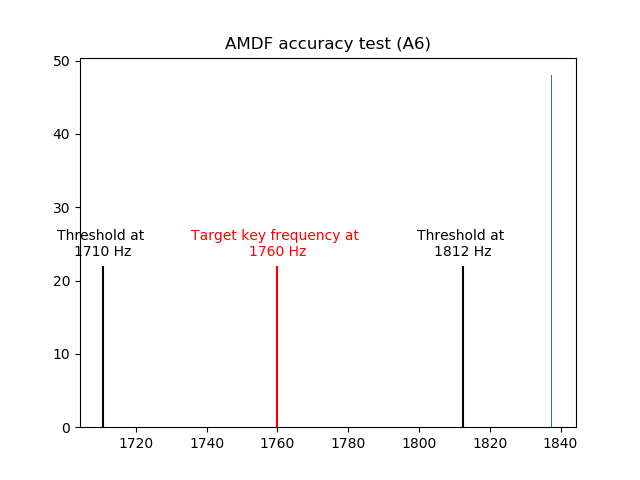 AMDF accuracy test (A6)
50
40
30
20
10
0
Threshold at
1710 Hz
Target key frequency at
1760 Hz
Threshold at
1812 Hz
1720 1740 1760 1780 1800 1820 1840